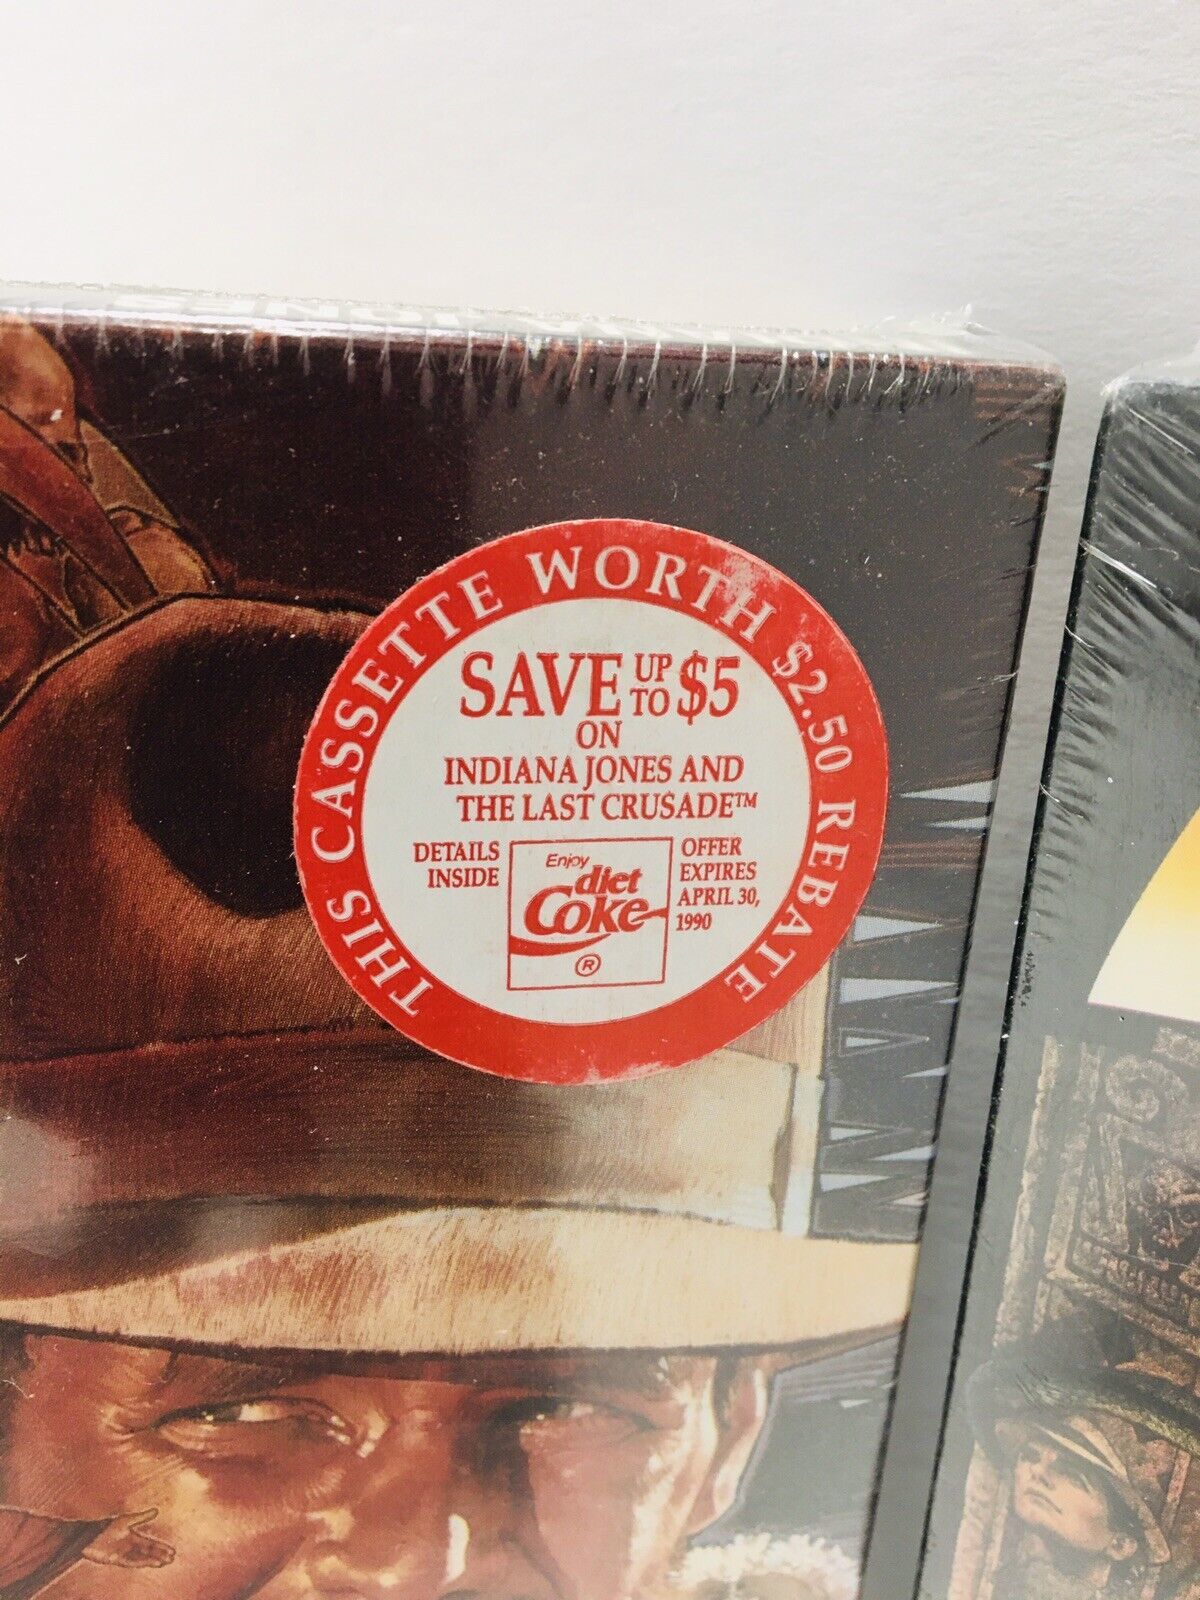 THIS CASSETTE WORTH $2.50 REBATE
SAVE UP TO $5
ON
INDIANA JONES AND
THE LAST CRUSADE™
DETAILS
INSIDE
Enjoy
diet
Coke
®
OFFER
EXPIRES
APRIL 30,
1990